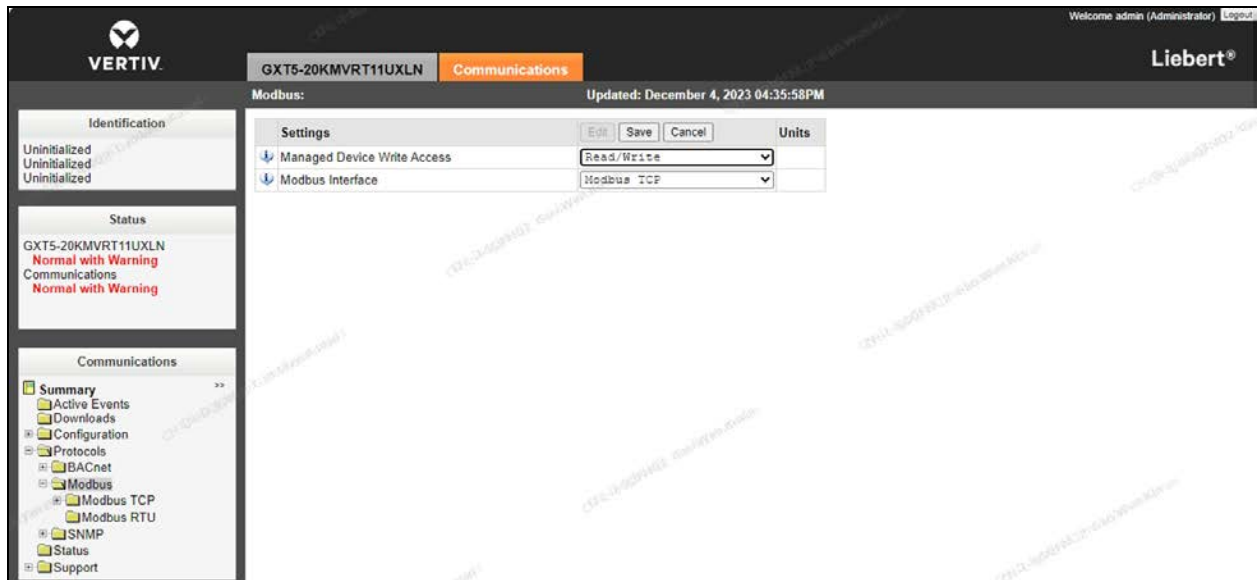 Welcome admin (Administrator) Logout
VERTIV.
GXT5-20KMVRT11UXLN Communications Liebert®
Modbus: Updated: December 4, 2023 04:35:58PM
Identification
Uninitialized
Uninitialized
Uninitialized
Settings Edit Save Cancel Units
Managed Device Write Access Read/Write
Modbus Interface Modbus TCP
Status
GXT5-20KMVRT11UXLN
Normal with Warning
Communications
Normal with Warning
Communications
Summary >>
Active Events
Downloads
Configuration
Protocols
BACnet
Modbus
Modbus TCP
Modbus RTU
SNMP
Status
Support